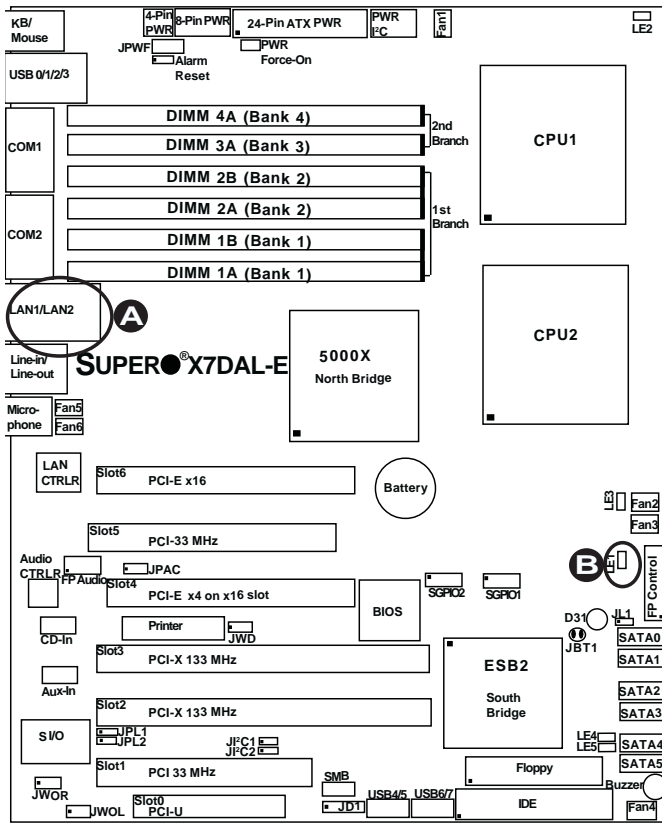 KB/
Mouse
4-Pin
PWR
8-Pin PWR
24-Pin ATX PWR
PWR
I²C
Fan1
LE2
JPWF
Alarm
Reset
PWR
Force-On
USB 0/1/2/3
COM1
COM2
DIMM 4A (Bank 4)
DIMM 3A (Bank 3)
DIMM 2B (Bank 2)
DIMM 2A (Bank 2)
DIMM 1B (Bank 1)
DIMM 1A (Bank 1)
2nd
Branch
1st
Branch
CPU1
CPU2
LAN1/LAN2
A
SUPER ® X7DAL-E
Line-in/
Line-out
5000X
North Bridge
Micro-
phone
Fan5
Fan6
LAN
CTRLR
Slot6
PCI-E x16
Battery
LE3
Fan2
Fan3
Slot5
PCI-33 MHz
B
LE1
FP Control
Audio
CTRLR
FP Audio
JPAC
Slot4
PCI-E x4 on x16 slot
BIOS
SGPIO2
SGPIO1
D31
JL1
JBT1
CD-In
Printer
JWD
SATA0
SATA1
Slot3
PCI-X 133 MHz
ESB2
South
Bridge
Aux-In
SATA2
SATA3
Slot2
PCI-X 133 MHz
S I/O
JPL1
JPL2
JI²C1
JI²C2
LE4
LE5
SATA4
SATA5
Slot1
PCI 33 MHz
SMB
Floppy
Buzzer
JWOR
JWOL
Slot0
PCI-U
JD1
USB4/5
USB6/7
IDE
Fan4